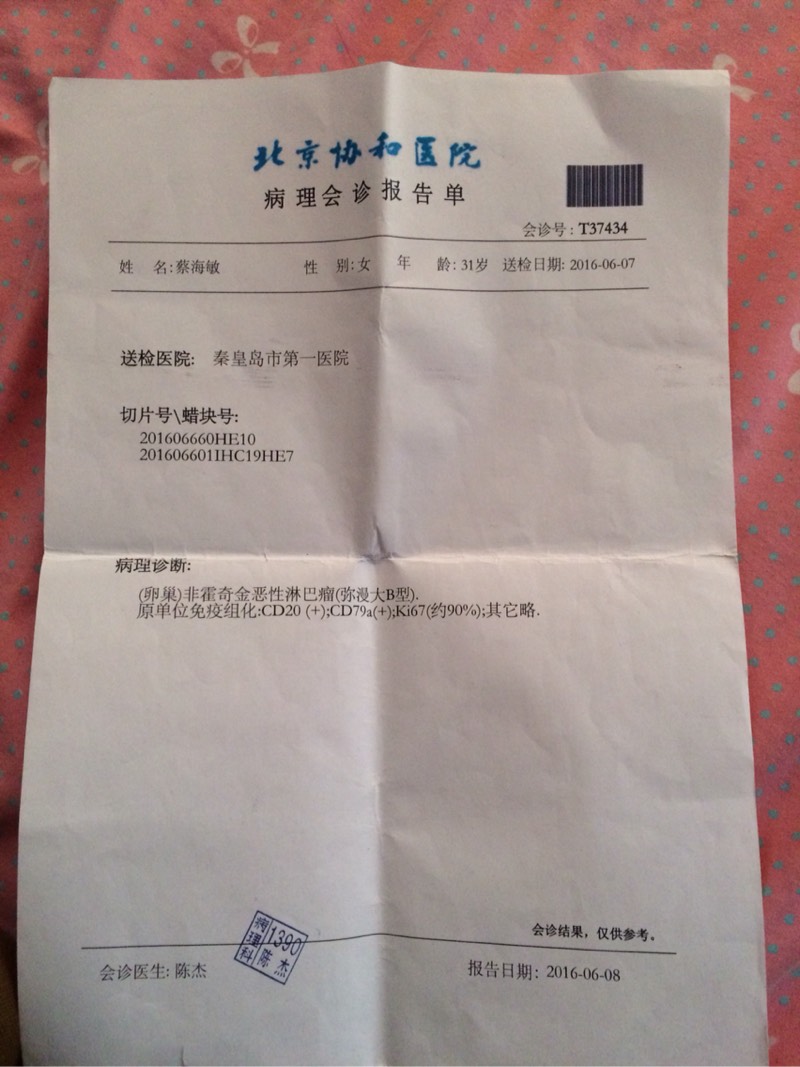 北京协和医院
病理会诊报告单
会诊号: T37434
姓 名: 蔡海敏 性 别: 女 年 龄: 31岁 送检日期: 2016-06-07
送检医院: 秦皇岛市第一医院
切片号\蜡块号:
201606660HE10
201606601IHC19HE7
病理诊断:
(卵巢)非霍奇金恶性淋巴瘤(弥漫大B型).
原单位免疫组化:CD20 (+);CD79a(+);Ki67(约90%);其它略.
会诊结果，仅供参考。
病理科 1390 陈杰
会诊医生: 陈杰 报告日期: 2016-06-08